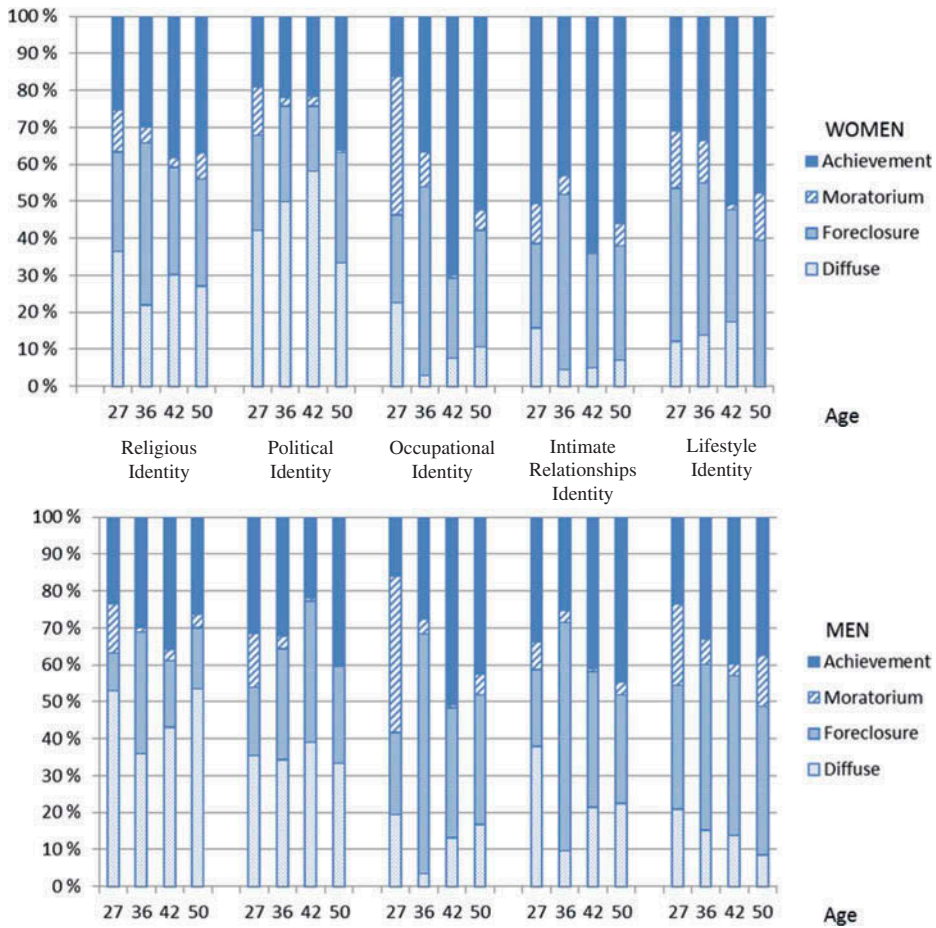 100 %
90 %
80 %
70 %
60 %
50 %
40 %
30 %
20 %
10 %
0 %
WOMEN
Achievement
Moratorium
Foreclosure
Diffuse
27 36 42 50 27 36 42 50 27 36 42 50 27 36 42 50 27 36 42 50 Age
Religious Political Occupational Intimate Lifestyle
Identity Identity Identity Relationships Identity
Identity
100 %
90 %
80 %
70 %
60 %
50 %
40 %
30 %
20 %
10 %
0 %
MEN
Achievement
Moratorium
Foreclosure
Diffuse
27 36 42 50 27 36 42 50 27 36 42 50 27 36 42 50 27 36 42 50 Age